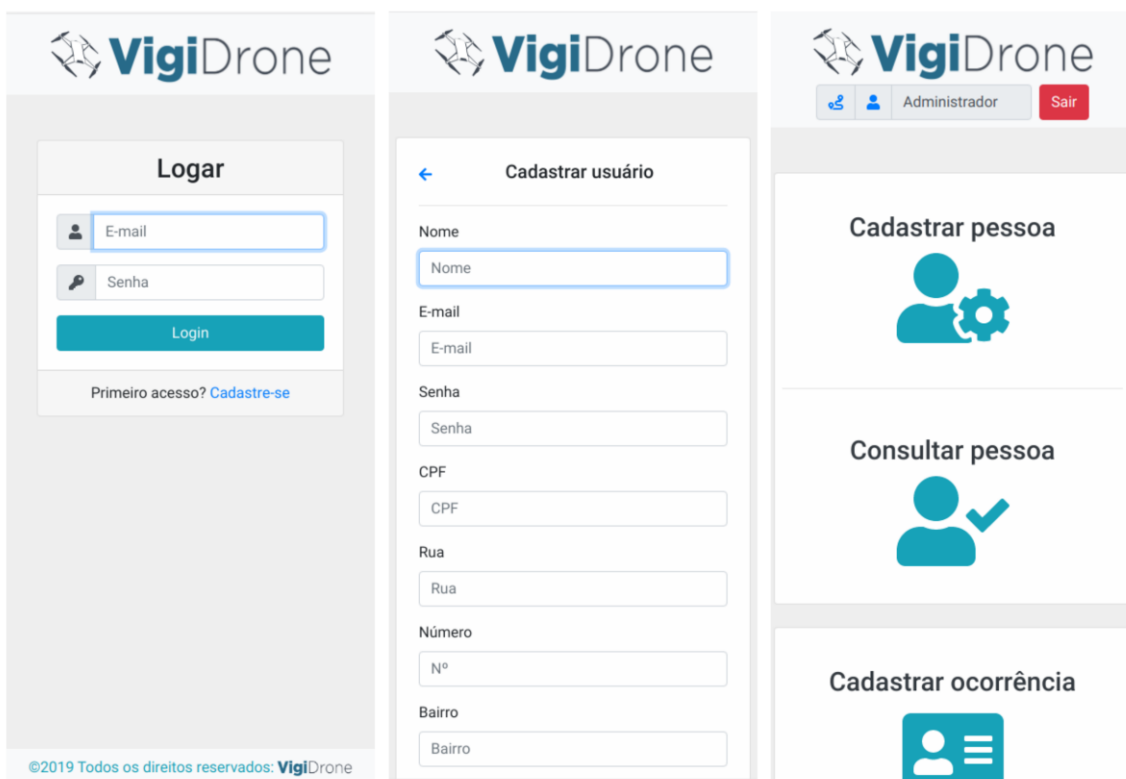 VigiDrone
Logar
E-mail
Senha
Login
Primeiro acesso? Cadastre-se
©2019 Todos os direitos reservados: VigiDrone
VigiDrone
Cadastrar usuário
Nome
Nome
E-mail
E-mail
Senha
Senha
CPF
CPF
Rua
Rua
Número
Nº
Bairro
Bairro
VigiDrone
Administrador Sair
Cadastrar pessoa
Consultar pessoa
Cadastrar ocorrência